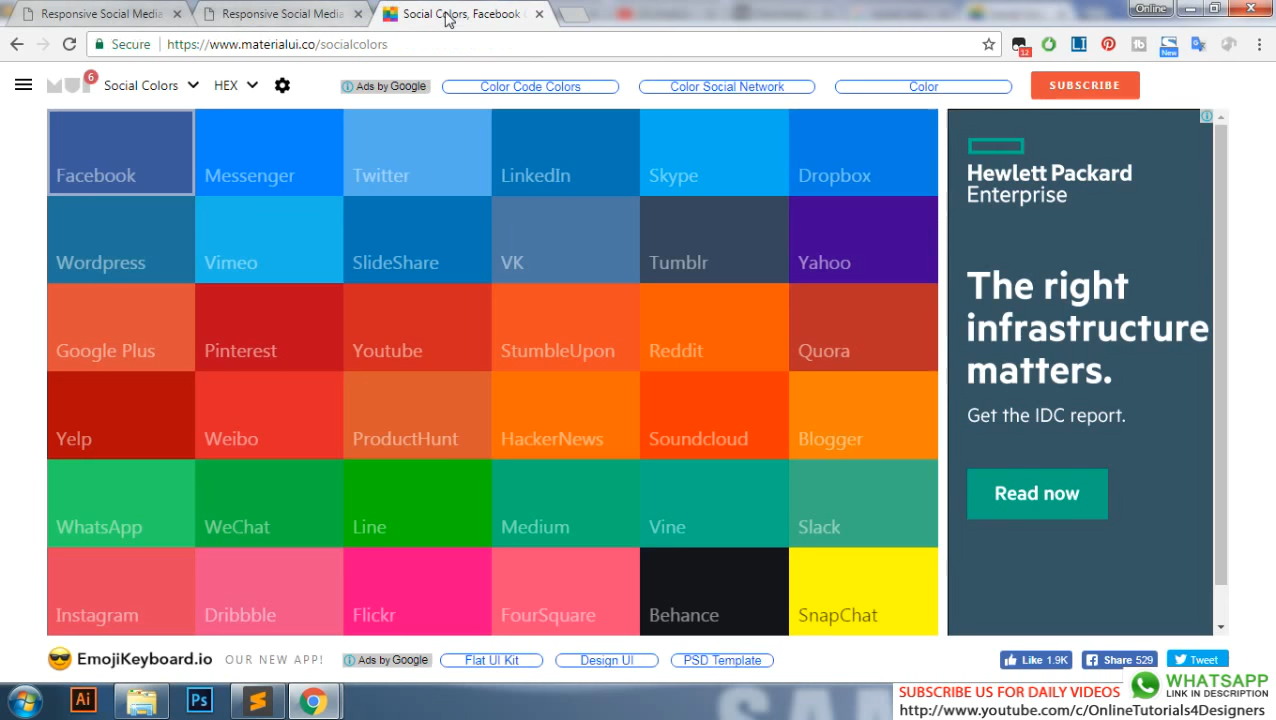 Responsive Social Media
Responsive Social Media
Social Colors, Facebook
Online
Secure
https://www.materialui.co/socialcolors
12
New
6
Social Colors
HEX
Ads by Google
Color Code Colors
Color Social Network
Color
SUBSCRIBE
Facebook
Messenger
Twitter
LinkedIn
Skype
Dropbox
Wordpress
Vimeo
SlideShare
VK
Tumblr
Yahoo
Google Plus
Pinterest
Youtube
StumbleUpon
Reddit
Quora
Yelp
Weibo
ProductHunt
HackerNews
Soundcloud
Blogger
WhatsApp
WeChat
Line
Medium
Vine
Slack
Instagram
Dribbble
Flickr
FourSquare
Behance
SnapChat
Hewlett Packard
Enterprise
The right
infrastructure
matters.
Get the IDC report.
Read now
EmojiKeyboard.io
OUR NEW APP!
Ads by Google
Flat UI Kit
Design UI
PSD Template
Like 1.9K
Share 529
Tweet
Ai
Ps
SUBSCRIBE US FOR DAILY VIDEOS
WHATSAPP
LINK IN DESCRIPTION
http://www.youtube.com/c/OnlineTutorials4Designers